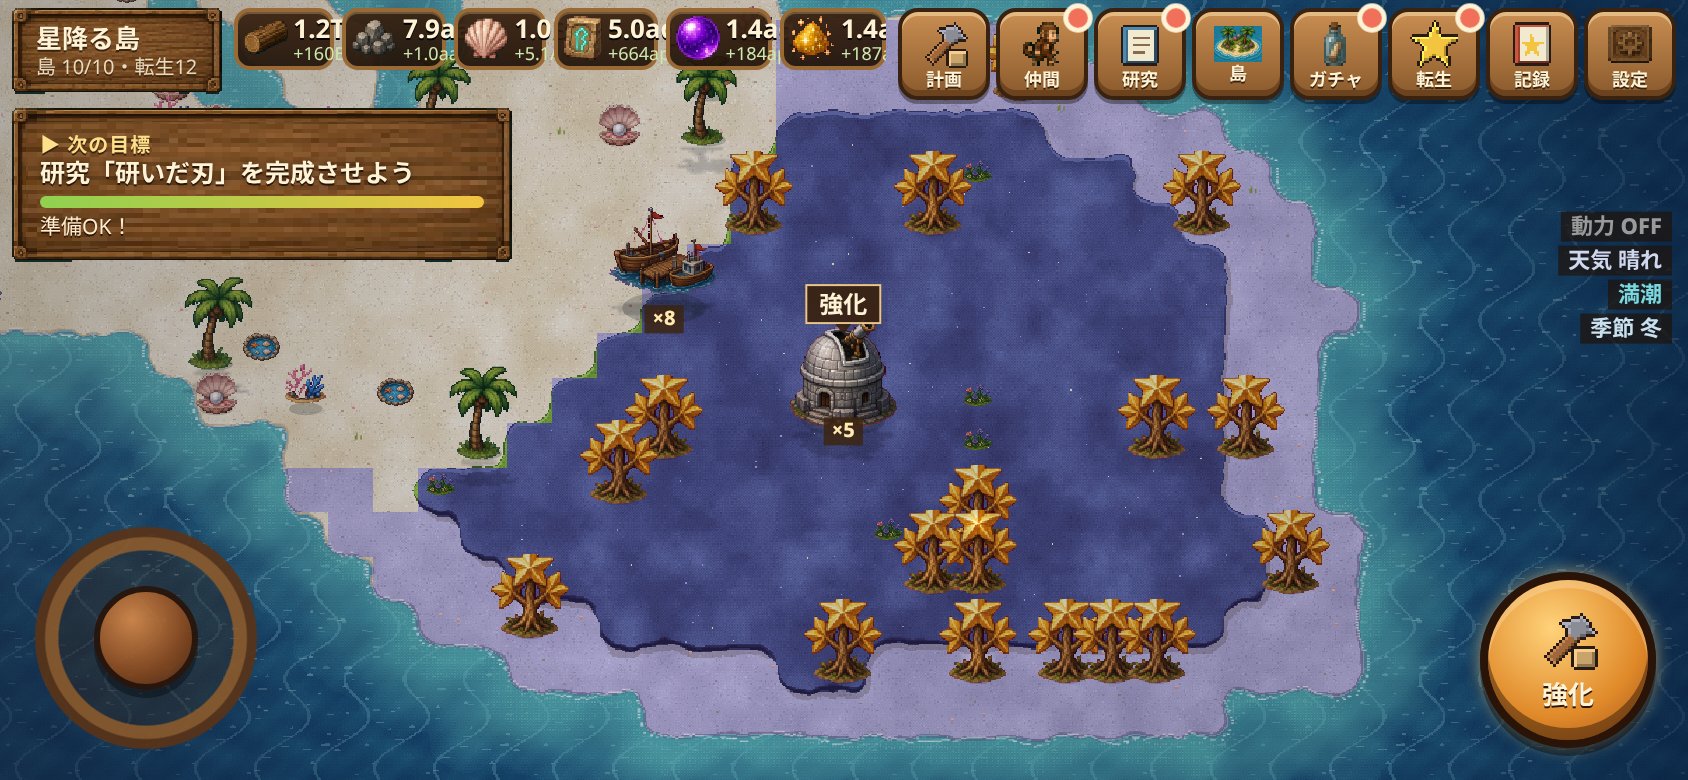 星降る島
島 10/10・転生12
1.2T
+160
7.9a
+1.0a
1.0
+5.1
5.0a
+664a
1.4a
+184a
1.4a
+187
計画
仲間
研究
島
ガチャ
転生
記録
設定
▶ 次の目標
研究「研いだ刃」を完成させよう
準備OK！
動力 OFF
天気 晴れ
満潮
季節 冬
×8
強化
×5
強化